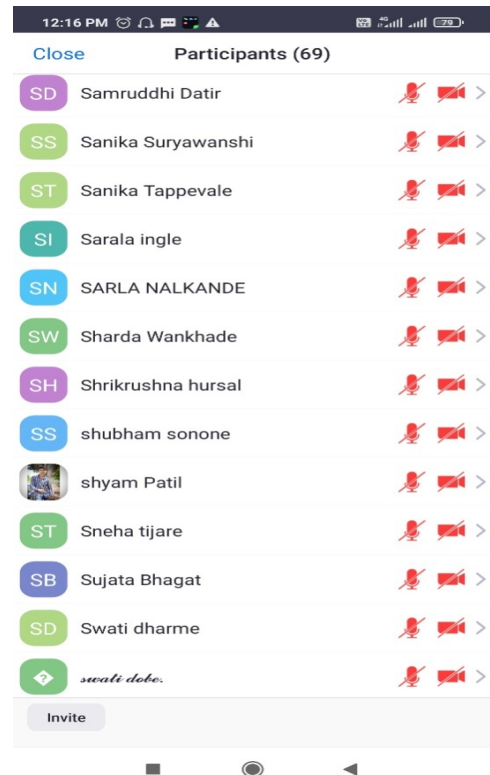 12:16 PM 4G 79
Close Participants (69)
SD Samruddhi Datir
SS Sanika Suryawanshi
ST Sanika Tappevale
SI Sarala ingle
SN SARLA NALKANDE
SW Sharda Wankhade
SH Shrikrushna hursal
SS shubham sonone
shyam Patil
ST Sneha tijare
SB Sujata Bhagat
SD Swati dharme
� 𝓈𝓌𝒶𝓉𝒾 𝒹𝑜𝒷𝑒.
Invite